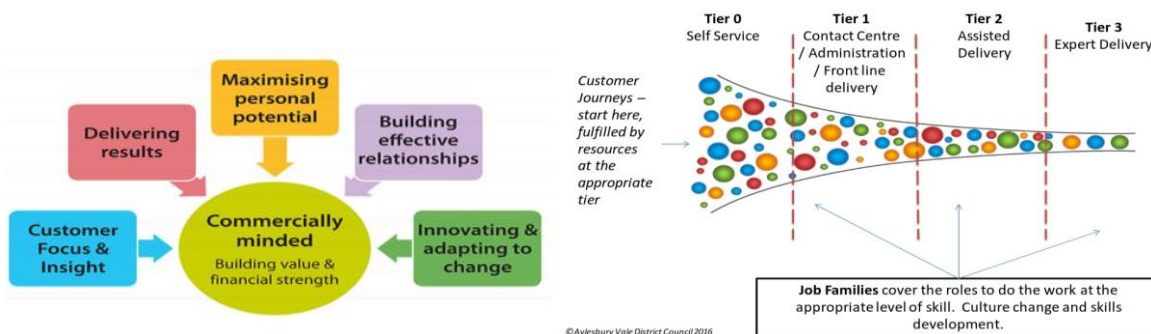 Maximising
personal
potential
Delivering
results
Building
effective
relationships
Customer
Focus &
Insight
Commercially
minded
Building value &
financial strength
Innovating &
adapting to
change
Tier 0
Self Service
Tier 1
Contact Centre
/ Administration
/ Front line
delivery
Tier 2
Assisted
Delivery
Tier 3
Expert Delivery
Customer
Journeys –
start here,
fulfilled by
resources
at the
appropriate
tier
Job Families cover the roles to do the work at the
appropriate level of skill. Culture change and skills
development.
©Aylesbury Vale District Council 2016